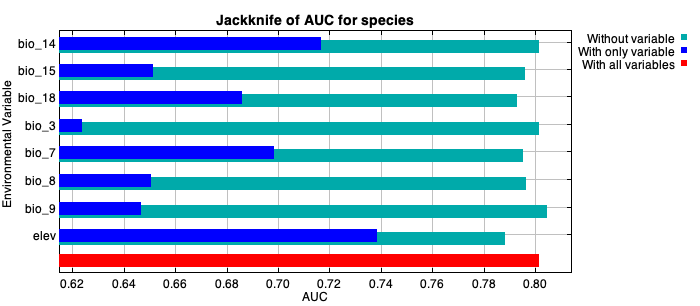 Jackknife of AUC for species
Without variable
With only variable
With all variables
Environmental Variable
bio_14
bio_15
bio_18
bio_3
bio_7
bio_8
bio_9
elev
0.62 0.64 0.66 0.68 0.70 0.72 0.74 0.76 0.78 0.80
AUC